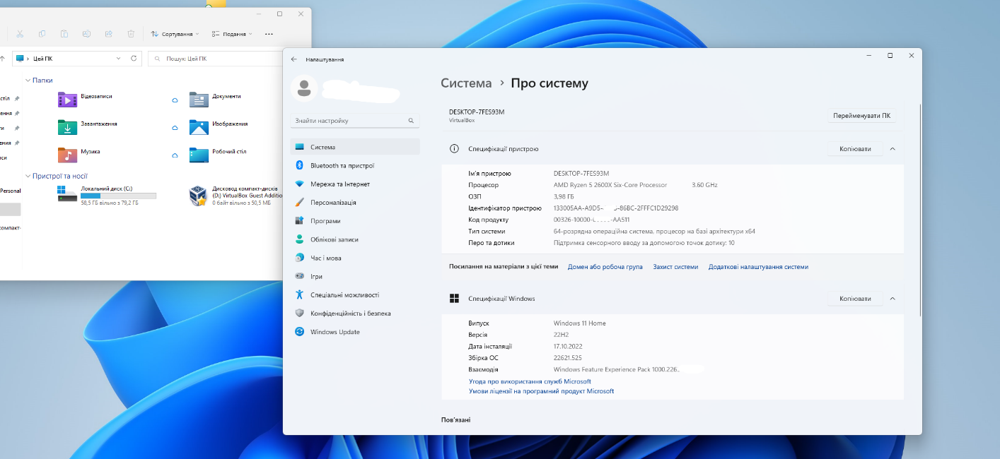 Сортування
Подання
Цей ПК
Пошук: Цей ПК
Папки
Відеозаписи
Документи
Завантаження
Зображення
Музика
Робочий стіл
Пристрої та носії
Локальний диск (C:)
58,5 ГБ вільно з 79,2 ГБ
Дисковод компакт-дисків
(D:) VirtualBox Guest Additio
0 байт вільно з 50,5 МБ
стіл
ення
ти
ення
иси
Personal
компакт-
Налаштування
Знайти настройку
Система
Bluetooth та пристрої
Мережа та Інтернет
Персоналізація
Програми
Облікові записи
Час і мова
Ігри
Спеціальні можливості
Конфіденційність і безпека
Windows Update
Система › Про систему
DESKTOP-7FES93M
VirtualBox
Перейменувати ПК
Специфікації пристрою
Копіювати
Ім'я пристрою DESKTOP-7FES93M
Процесор AMD Ryzen 5 2600X Six-Core Processor 3.60 GHz
ОЗП 3,98 ГБ
Ідентифікатор пристрою 133005AA-A9D5- -86BC-2FFFC1D29298
Код продукту 00326-10000- -AA511
Тип системи 64-розрядна операційна система, процесор на базі архітектури x64
Перо та дотики Підтримка сенсорного вводу за допомогою точок дотику: 10
Посилання на матеріали з цієї теми Домен або робоча група Захист системи Додаткові налаштування системи
Специфікації Windows
Копіювати
Випуск Windows 11 Home
Версія 22H2
Дата інсталяції 17.10.2022
Збірка ОС 22621.525
Взаємодія Windows Feature Experience Pack 1000.226
Угода про використання служб Microsoft
Умови ліцензії на програмний продукт Microsoft
Пов'язані